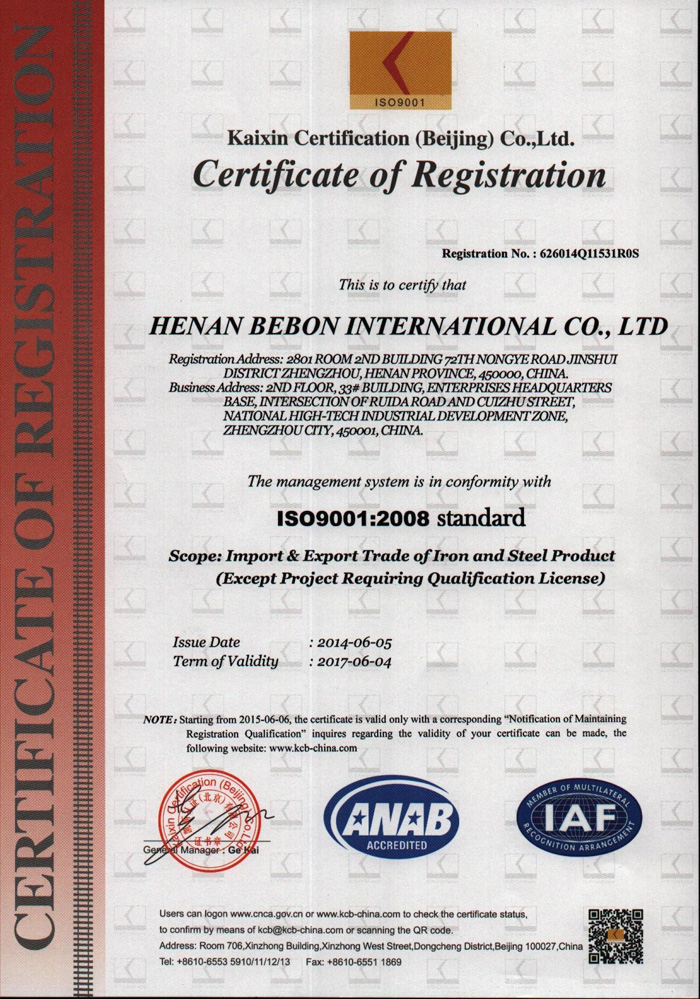 CERTIFICATE OF REGISTRATION
ISO9001
Kaixin Certification (Beijing) Co.,Ltd.
Certificate of Registration
Registration No. : 626014Q11531R0S
This is to certify that
HENAN BEBON INTERNATIONAL CO., LTD
Registration Address: 2801 ROOM 2ND BUILDING 72TH NONGYE ROAD JINSHUI
DISTRICT ZHENGZHOU, HENAN PROVINCE, 450000, CHINA.
Business Address: 2ND FLOOR, 33# BUILDING, ENTERPRISES HEADQUARTERS
BASE, INTERSECTION OF RUIDA ROAD AND CUIZHU STREET,
NATIONAL HIGH-TECH INDUSTRIAL DEVELOPMENT ZONE,
ZHENGZHOU CITY, 450001, CHINA.
The management system is in conformity with
ISO9001:2008 standard
Scope: Import & Export Trade of Iron and Steel Product
(Except Project Requiring Qualification License)
Issue Date : 2014-06-05
Term of Validity : 2017-06-04
NOTE: Starting from 2015-06-06, the certificate is valid only with a corresponding “Notification of Maintaining
Registration Qualification” inquires regarding the validity of your certificate can be made, the
following website: www.kcb-china.com
Kaixin Certification (Beijing) Co.,Ltd.
(北京)
证书章
General Manager : Ge Kai
ANAB
ACCREDITED
MEMBER OF MULTILATERAL
IAF
RECOGNITION ARRANGEMENT
Users can logon www.cnca.gov.cn or www.kcb-china.com to check the certificate status,
to confirm by means of kcb@kcb-china.com or scanning the QR code.
Address: Room 706,Xinzhong Building,Xinzhong West Street,Dongcheng District,Beijing 100027,China
Tel: +8610-6553 5910/11/12/13 Fax: +8610-6551 1869